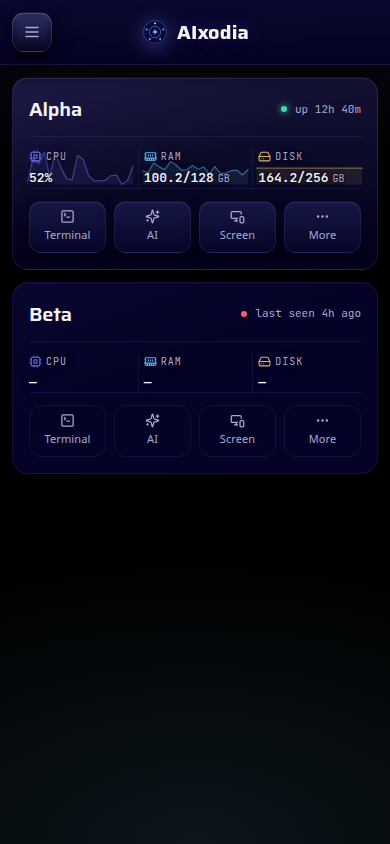 AIxodia
Alpha
up 12h 40m
CPU
RAM
DISK
52%
100.2/128 GB
164.2/256 GB
Terminal
AI
Screen
More
Beta
last seen 4h ago
CPU
RAM
DISK
—
—
—
Terminal
AI
Screen
More